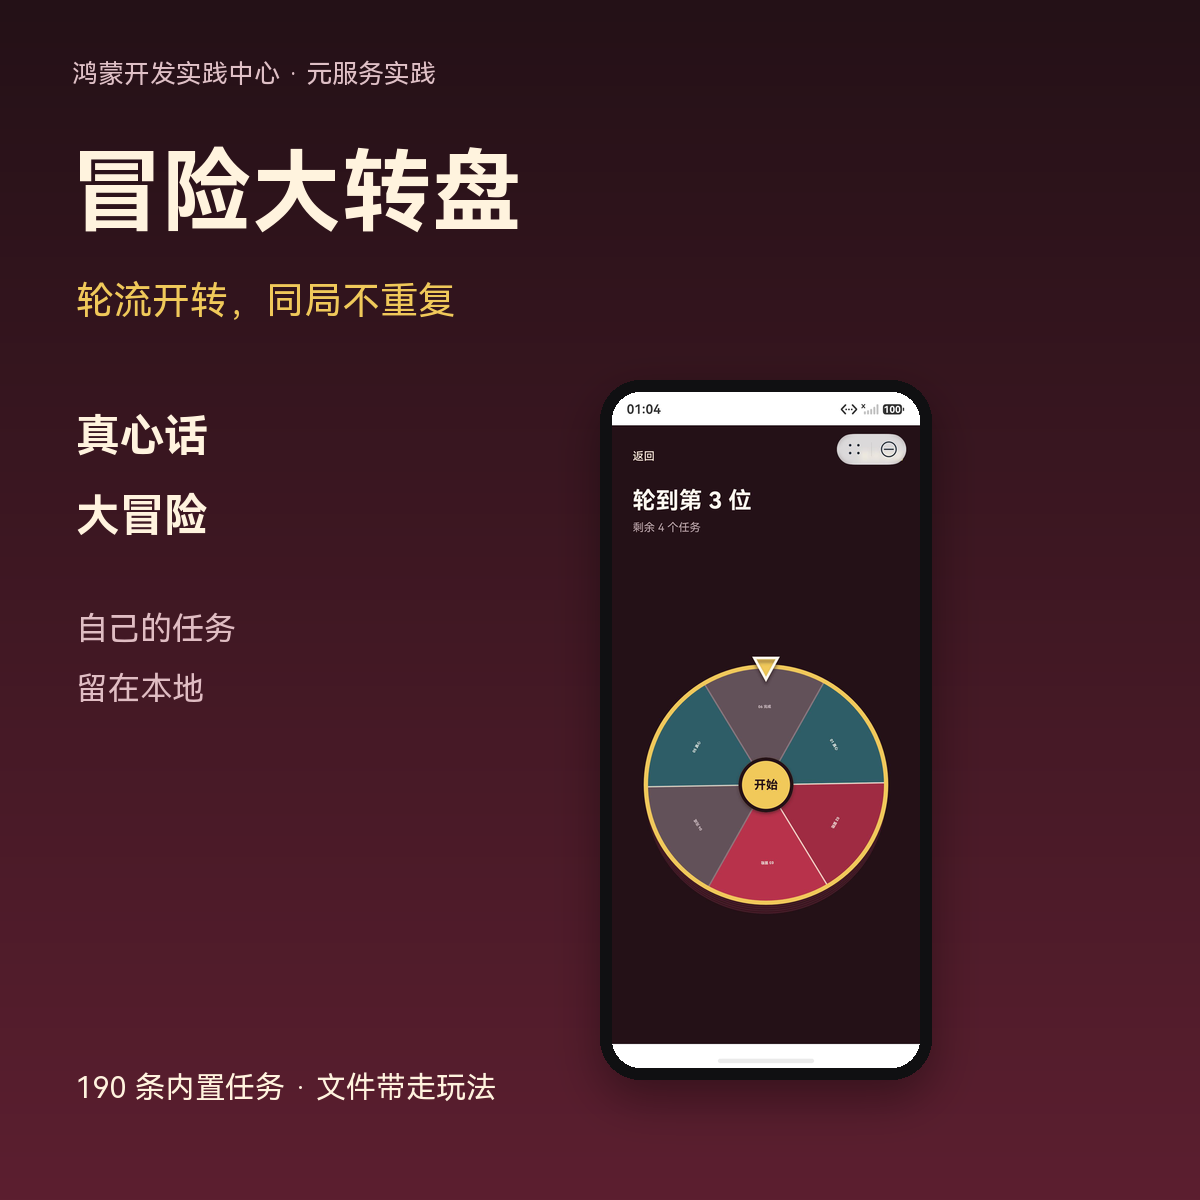 鸿蒙开发实践中心 · 元服务实践
冒险大转盘
轮流开转，同局不重复
真心话
大冒险
自己的任务
留在本地
190 条内置任务 · 文件带走玩法
01:04
100
返回
轮到第 3 位
剩余 4 个任务
开始